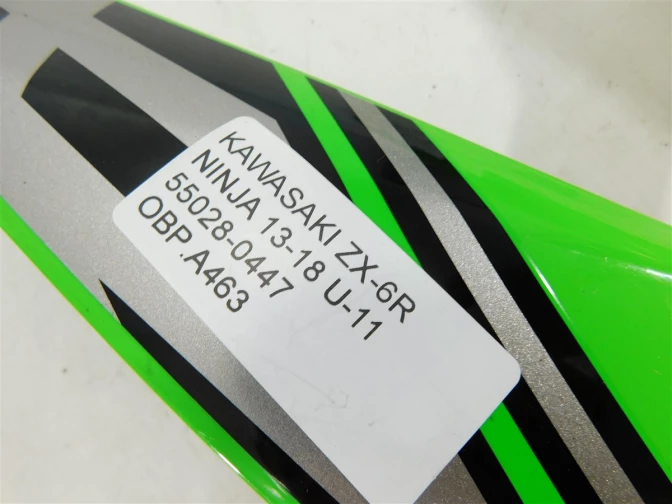 KAWASAKI ZX-6R
NINJA 13-18 U-11
55028-0447
OBP.A463